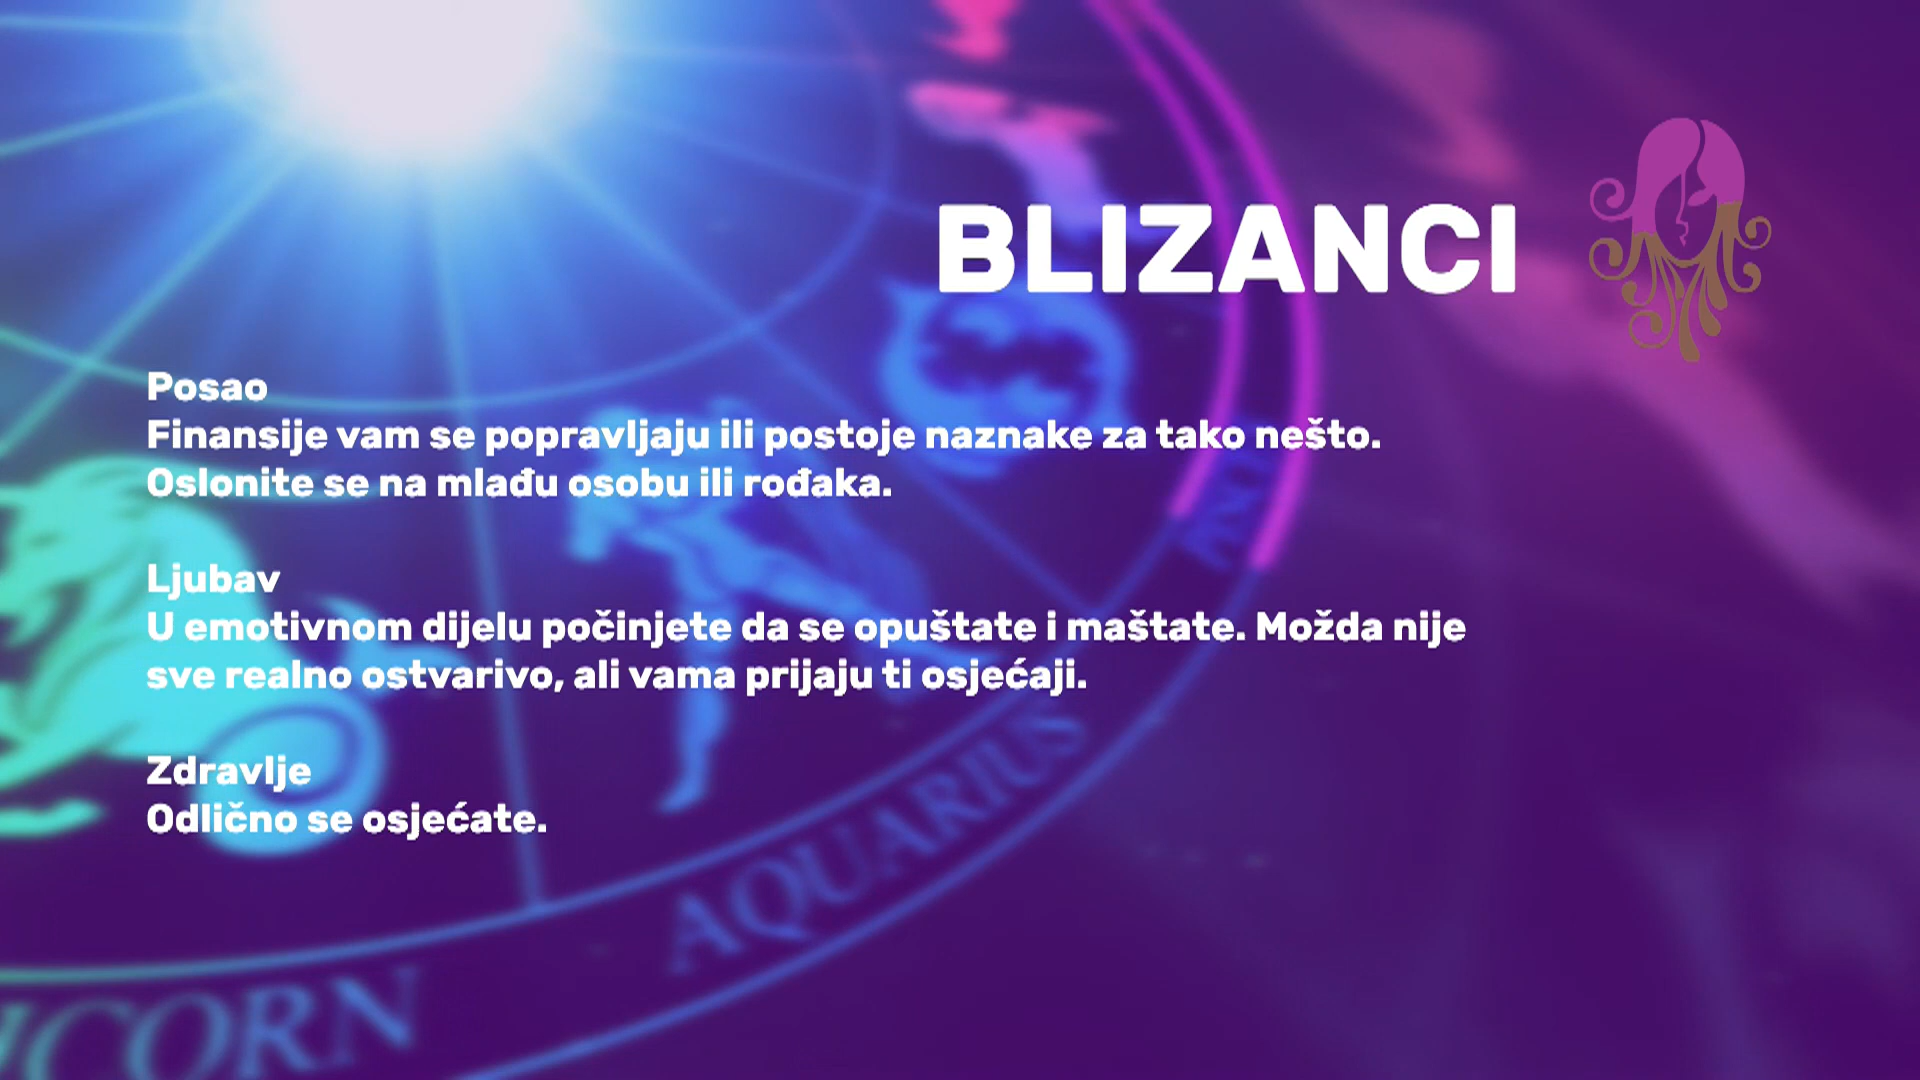 BLIZANCI
Posao
Finansije vam se popravljaju ili postoje naznake za tako nešto.
Oslonite se na mlađu osobu ili rođaka.
Ljubav
U emotivnom dijelu počinjete da se opuštate i maštate. Možda nije
sve realno ostvarivo, ali vama prijaju ti osjećaji.
Zdravlje
Odlično se osjećate.
AQUARIUS
ICORN